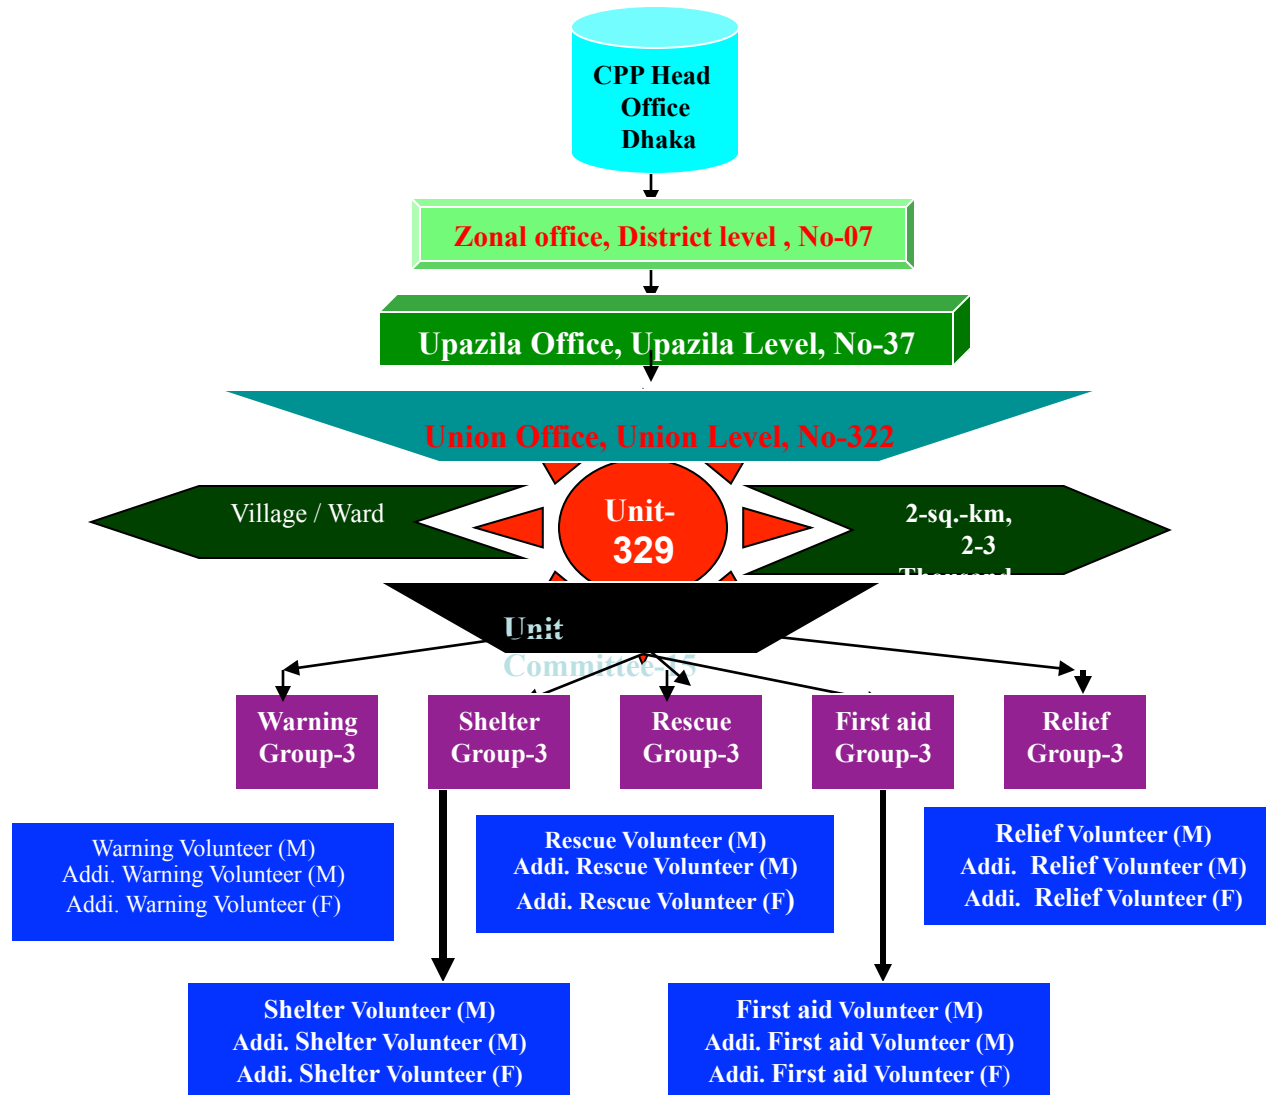 CPP Head
Office
Dhaka
Zonal office, District level , No-07
Upazila Office, Upazila Level, No-37
Union Office, Union Level, No-322
Village / Ward
Unit-
329
2-sq.-km,
2-3
Thousand
Unit
Committee-15
Warning
Group-3
Shelter
Group-3
Rescue
Group-3
First aid
Group-3
Relief
Group-3
Warning Volunteer (M)
Addi. Warning Volunteer (M)
Addi. Warning Volunteer (F)
Rescue Volunteer (M)
Addi. Rescue Volunteer (M)
Addi. Rescue Volunteer (F)
Relief Volunteer (M)
Addi. Relief Volunteer (M)
Addi. Relief Volunteer (F)
Shelter Volunteer (M)
Addi. Shelter Volunteer (M)
Addi. Shelter Volunteer (F)
First aid Volunteer (M)
Addi. First aid Volunteer (M)
Addi. First aid Volunteer (F)